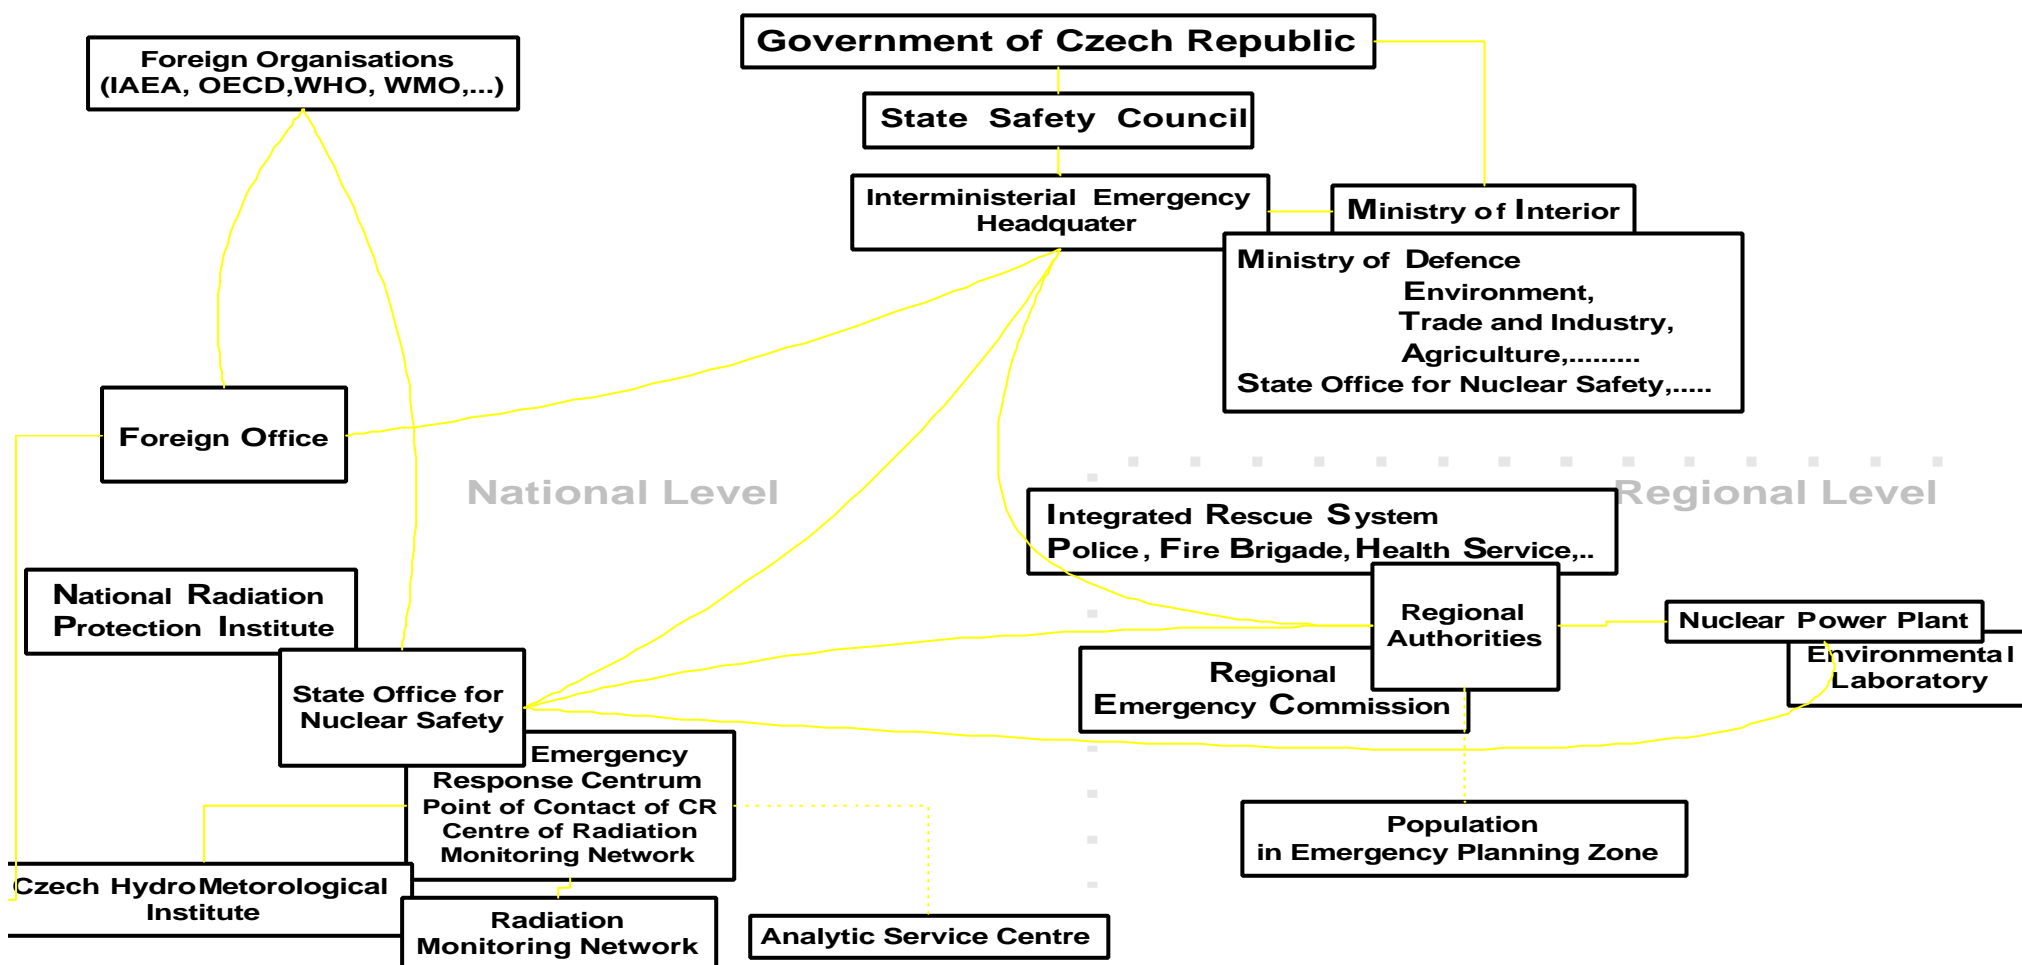 Government of Czech Republic
Foreign Organisations
(IAEA, OECD,WHO, WMO,...)
State Safety Council
Interministerial Emergency
Headquater
Ministry of Interior
Ministry of Defence
Environment,
Trade and Industry,
Agriculture,.........
State Office for Nuclear Safety,.....
Foreign Office
National Level
Regional Level
Integrated Rescue System
Police, Fire Brigade, Health Service,..
National Radiation
Protection Institute
Regional
Authorities
Nuclear Power Plant
Environmental
Laboratory
State Office for
Nuclear Safety
Regional
Emergency Commission
Emergency
Response Centrum
Point of Contact of CR
Centre of Radiation
Monitoring Network
Population
in Emergency Planning Zone
Czech HydroMetorological
Institute
Radiation
Monitoring Network
Analytic Service Centre